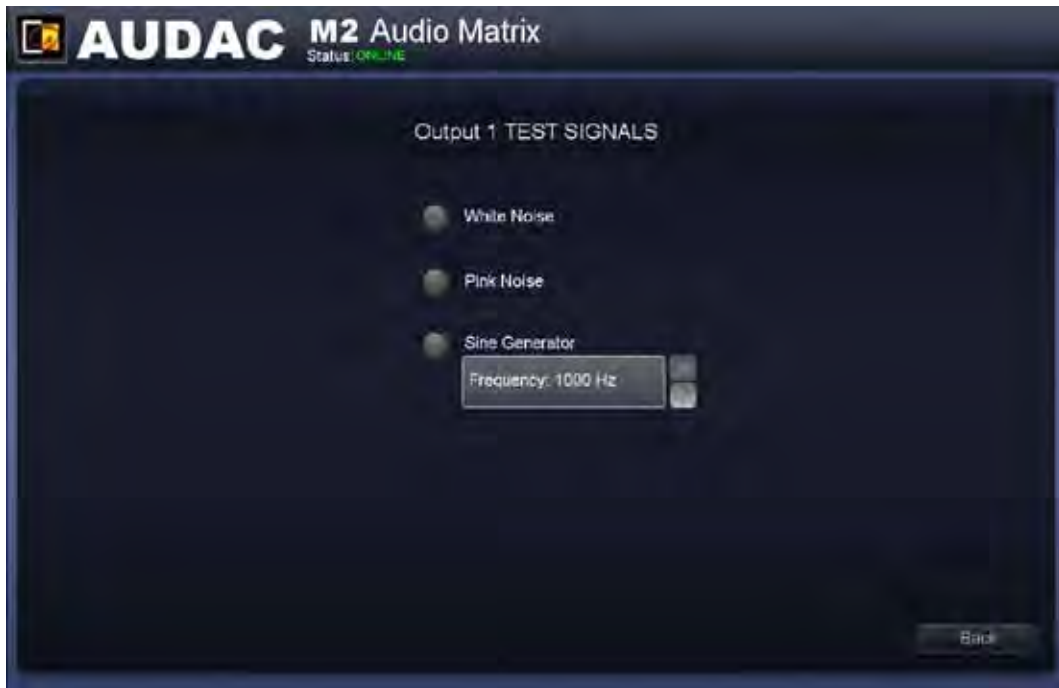 AUDAC M2 Audio Matrix
Status: ONLINE
Output 1 TEST SIGNALS
White Noise
Pink Noise
Sine Generator
Frequency: 1000 Hz
Back